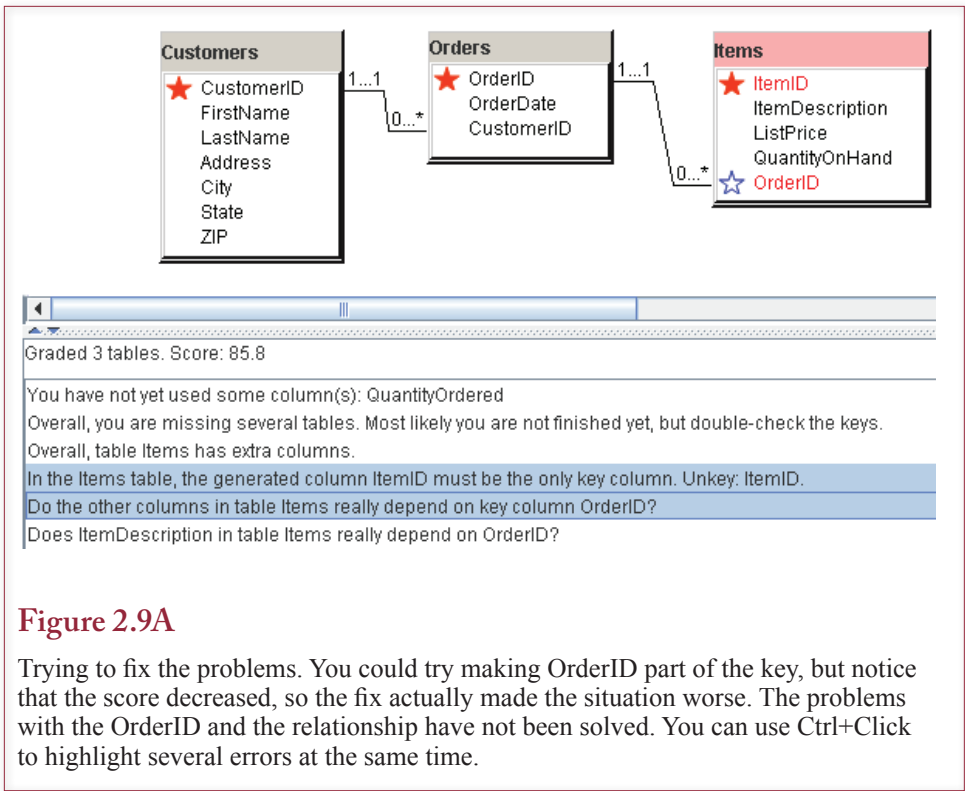 Customers
CustomerID
FirstName
LastName
Address
City
State
ZIP
1...1
0...*
Orders
OrderID
OrderDate
CustomerID
1...1
0...*
Items
ItemID
ItemDescription
ListPrice
QuantityOnHand
OrderID
Graded 3 tables. Score: 85.8
You have not yet used some column(s): QuantityOrdered
Overall, you are missing several tables. Most likely you are not finished yet, but double-check the keys.
Overall, table Items has extra columns.
In the Items table, the generated column ItemID must be the only key column. Unkey: ItemID.
Do the other columns in table Items really depend on key column OrderID?
Does ItemDescription in table Items really depend on OrderID?
Figure 2.9A
Trying to fix the problems. You could try making OrderID part of the key, but notice
that the score decreased, so the fix actually made the situation worse. The problems
with the OrderID and the relationship have not been solved. You can use Ctrl+Click
to highlight several errors at the same time.